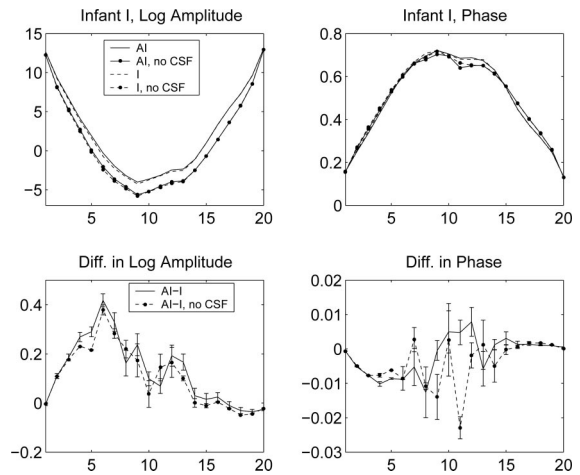 Infant I, Log Amplitude
15
10
5
0
−5
5 10 15 20
AI
AI, no CSF
I
I, no CSF
Infant I, Phase
0.8
0.6
0.4
0.2
0
5 10 15 20
Diff. in Log Amplitude
0.4
0.2
0
−0.2
5 10 15 20
AI−I
AI−I, no CSF
Diff. in Phase
0.02
0.01
0
−0.01
−0.02
−0.03
5 10 15 20